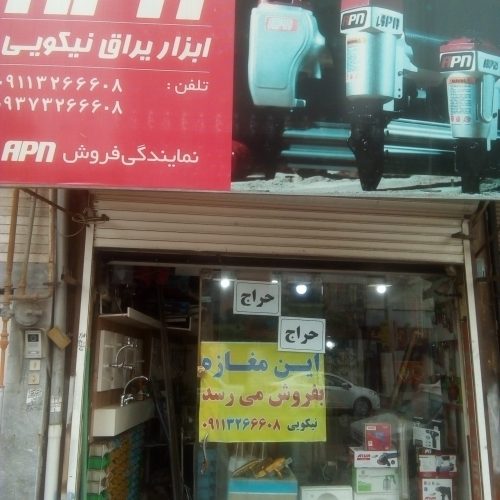 APN
ابزار یراق نیکویی
تلفن : ۰۹۱۱۳۲۶۶۶۰۸
۰۹۳۷۳۲۶۶۶۰۸
نمایندگی فروش APN
APN
APN
APN
حراج
حراج
این مغازه
بفروش می رسد
نیکویی ۰۹۱۱۳۲۶۶۶۰۸